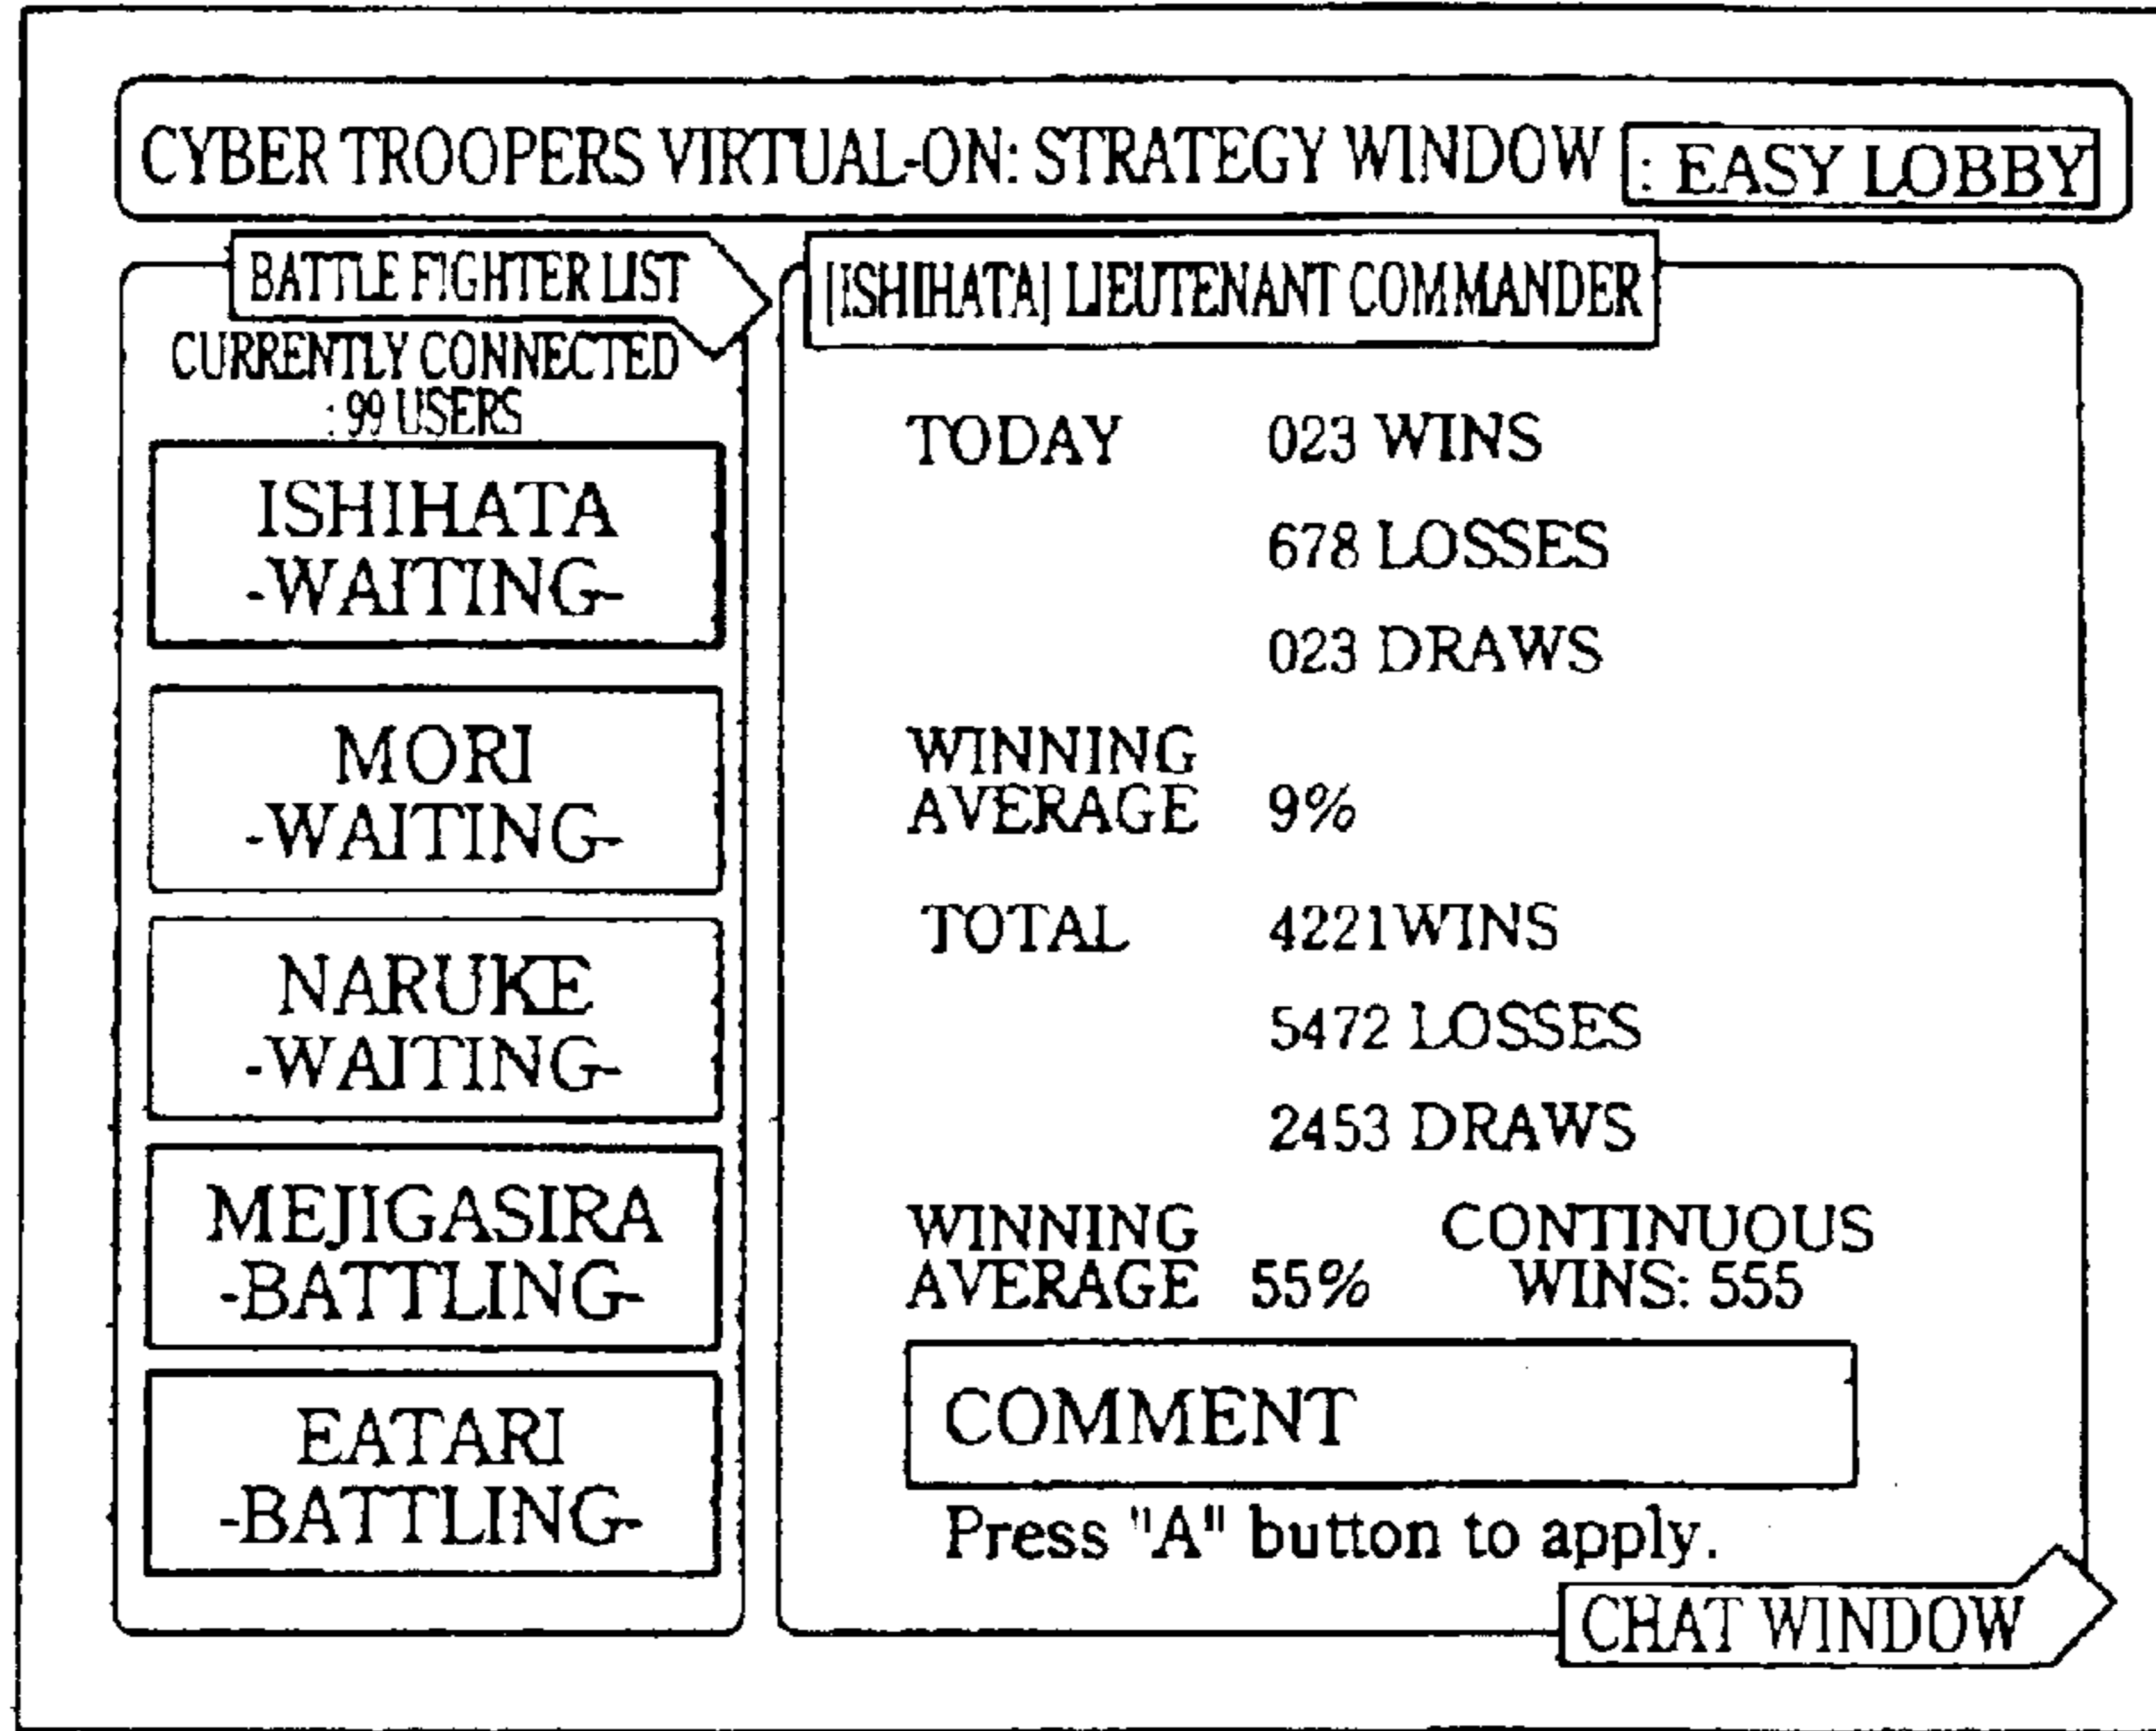 CYBER TROOPERS VIRTUAL-ON: STRATEGY WINDOW : EASY LOBBY
BATTLE FIGHTER LIST
CURRENTLY CONNECTED
: 99 USERS
ISHIHATA
-WAITING-
MORI
-WAITING-
NARUKE
-WAITING-
MEJIGASIRA
-BATTLING-
EATARI
-BATTLING-
[ISHIHATA] LIEUTENANT COMMANDER
TODAY 023 WINS
678 LOSSES
023 DRAWS
WINNING
AVERAGE 9%
TOTAL 4221WINS
5472 LOSSES
2453 DRAWS
WINNING CONTINUOUS
AVERAGE 55% WINS: 555
COMMENT
Press "A" button to apply.
CHAT WINDOW